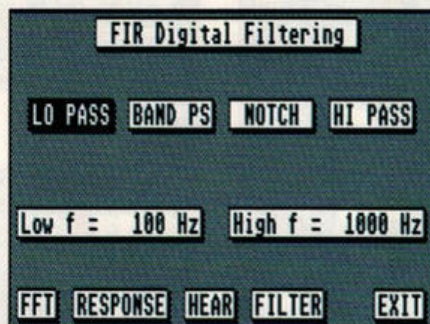 FIR Digital Filtering
LO PASS BAND PS NOTCH HI PASS
Low f = 100 Hz High f = 1000 Hz
FFT RESPONSE HEAR FILTER EXIT